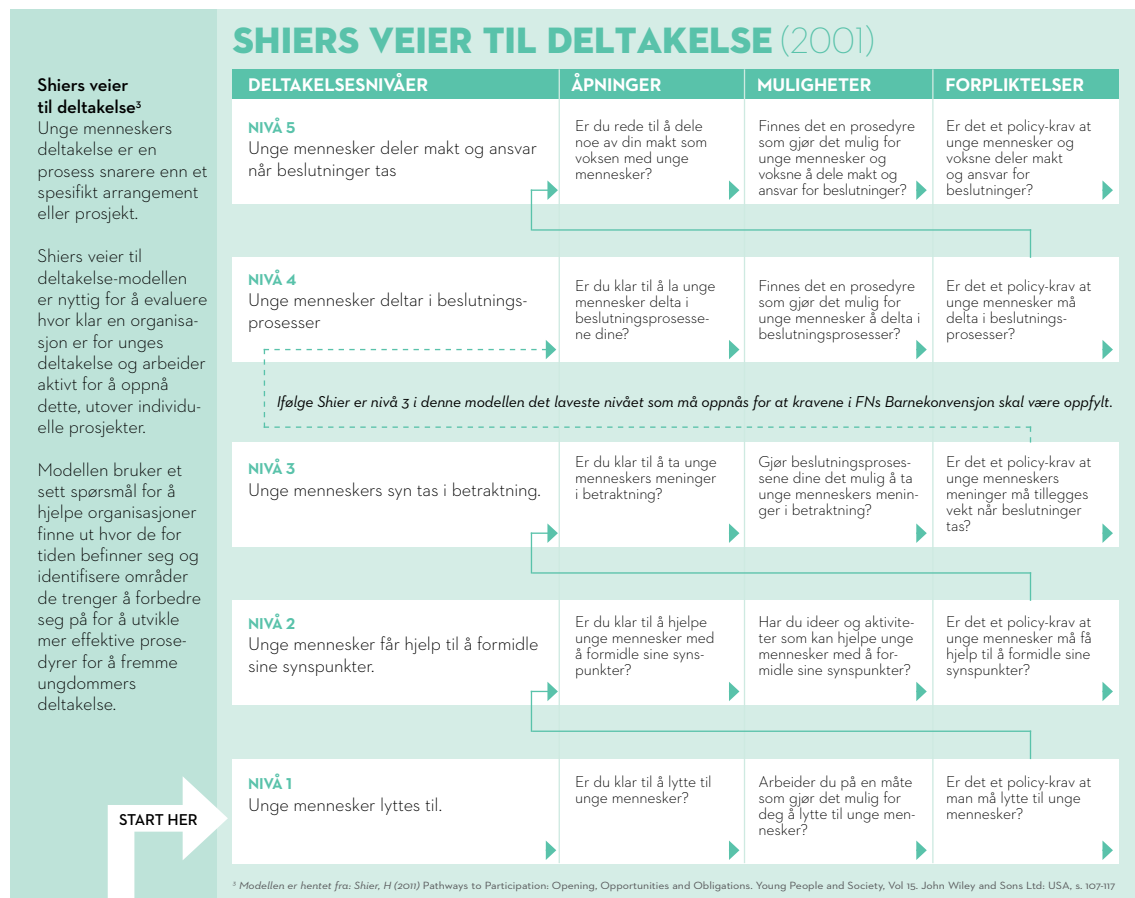 SHIERS VEIER TIL DELTAKELSE (2001)
Shiers veier
til deltakelse³
Unge menneskers
deltakelse er en
prosess snarere enn et
spesifikt arrangement
eller prosjekt.
Shiers veier til
deltakelse-modellen
er nyttig for å evaluere
hvor klar en organisa-
sjon er for unges
deltakelse og arbeider
aktivt for å oppnå
dette, utover individu-
elle prosjekter.
Modellen bruker et
sett spørsmål for å
hjelpe organisasjoner
finne ut hvor de for
tiden befinner seg og
identifisere områder
de trenger å forbedre
seg på for å utvikle
mer effektive prose-
dyrer for å fremme
ungdommers
deltakelse.
START HER
DELTAKELSESNIVÅER
ÅPNINGER
MULIGHETER
FORPLIKTELSER
NIVÅ 5
Unge mennesker deler makt og ansvar
når beslutninger tas
Er du rede til å dele
noe av din makt som
voksen med unge
mennesker?
Finnes det en prosedyre
som gjør det mulig for
unge mennesker og
voksne å dele makt og
ansvar for beslutninger?
Er det et policy-krav at
unge mennesker og
voksne deler makt
og ansvar for
beslutninger?
NIVÅ 4
Unge mennesker deltar i beslutnings-
prosesser
Er du klar til å la unge
mennesker delta i
beslutningsprosesse-
ne dine?
Finnes det en prosedyre
som gjør det mulig for
unge mennesker å delta i
beslutningsprosesser?
Er det et policy-krav at
unge mennesker må
delta i beslutnings-
prosesser?
Ifølge Shier er nivå 3 i denne modellen det laveste nivået som må oppnås for at kravene i FNs Barnekonvensjon skal være oppfylt.
NIVÅ 3
Unge menneskers syn tas i betraktning.
Er du klar til å ta unge
menneskers meninger
i betraktning?
Gjør beslutningsproses-
sene dine det mulig å ta
unge menneskers menin-
ger i betraktning?
Er det et policy-krav at
unge menneskers
meninger må tillegges
vekt når beslutninger
tas?
NIVÅ 2
Unge mennesker får hjelp til å formidle
sine synspunkter.
Er du klar til å hjelpe
unge mennesker med
å formidle sine syns-
punkter?
Har du ideer og aktivite-
ter som kan hjelpe unge
mennesker med å for-
midle sine synspunkter?
Er det et policy-krav at
unge mennesker må få
hjelp til å formidle sine
synspunkter?
NIVÅ 1
Unge mennesker lyttes til.
Er du klar til å lytte til
unge mennesker?
Arbeider du på en måte
som gjør det mulig for
deg å lytte til unge men-
nesker?
Er det et policy-krav at
man må lytte til unge
mennesker?
³ Modellen er hentet fra: Shier, H (2011) Pathways to Participation: Opening, Opportunities and Obligations. Young People and Society, Vol 15. John Wiley and Sons Ltd: USA, s. 107-117